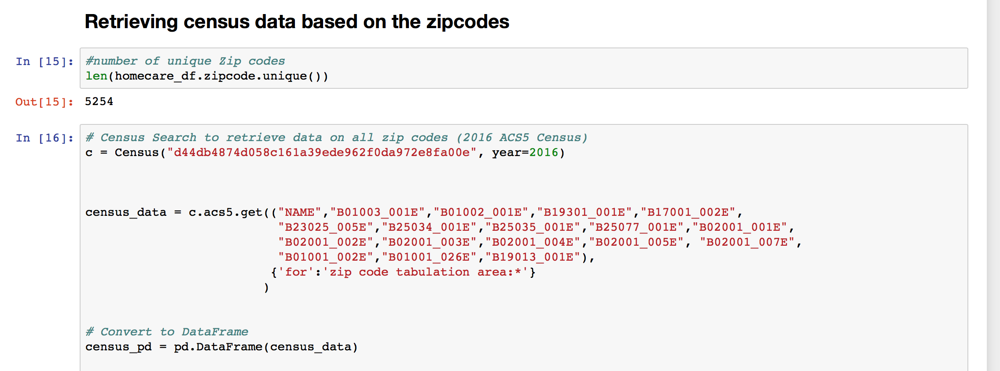 Retrieving census data based on the zipcodes
In [15]: #number of unique Zip codes
len(homecare_df.zipcode.unique())
Out[15]: 5254
In [16]: # Census Search to retrieve data on all zip codes (2016 ACS5 Census)
c = Census("d44db4874d058c161a39ede962f0da972e8fa00e", year=2016)
census_data = c.acs5.get(("NAME","B01003_001E","B01002_001E","B19301_001E","B17001_002E",
"B23025_005E","B25034_001E","B25035_001E","B25077_001E","B02001_001E",
"B02001_002E","B02001_003E","B02001_004E","B02001_005E", "B02001_007E",
"B01001_002E","B01001_026E","B19013_001E"),
{'for':'zip code tabulation area:*'}
)
# Convert to DataFrame
census_pd = pd.DataFrame(census_data)